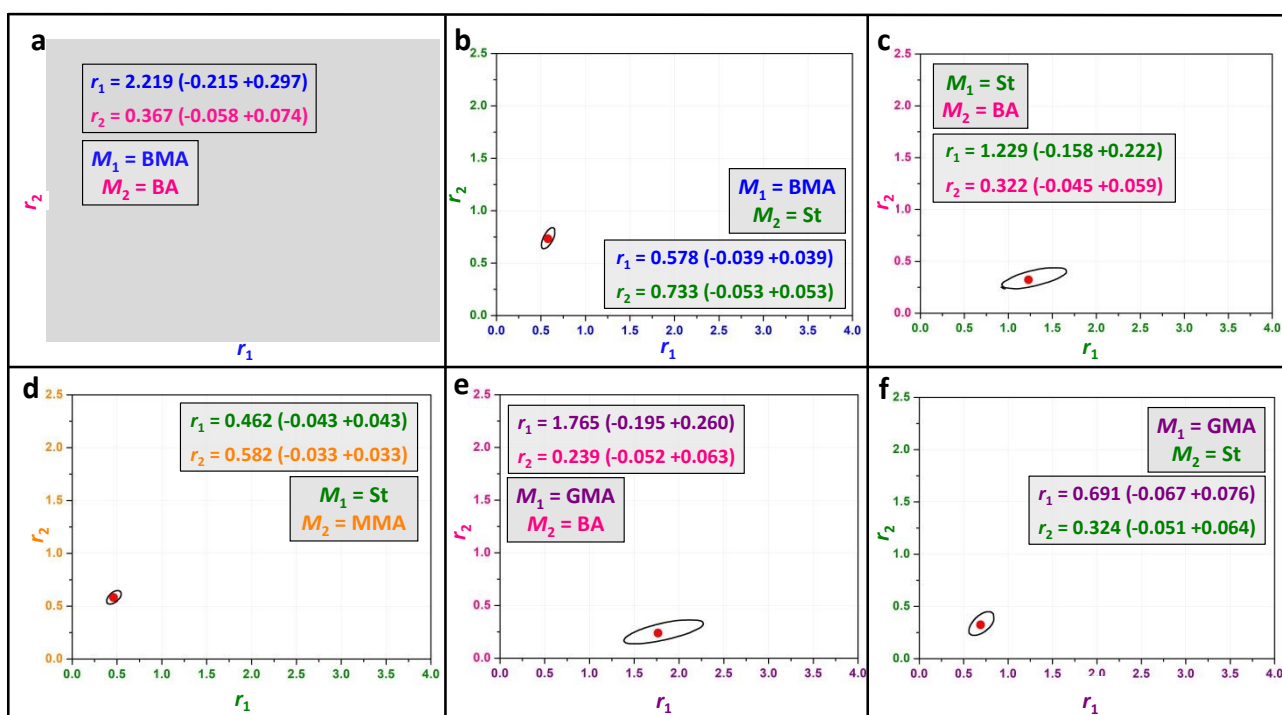 a
r1 = 2.219 (-0.215 +0.297)
r2 = 0.367 (-0.058 +0.074)
M1 = BMA
M2 = BA
r2
r1
b
2.5
2.0
1.5
1.0
0.5
0.0
r2
M1 = BMA
M2 = St
r1 = 0.578 (-0.039 +0.039)
r2 = 0.733 (-0.053 +0.053)
0.0 0.5 1.0 1.5 2.0 2.5 3.0 3.5 4.0
r1
c
2.5
2.0
1.5
1.0
0.5
0.0
r2
M1 = St
M2 = BA
r1 = 1.229 (-0.158 +0.222)
r2 = 0.322 (-0.045 +0.059)
0.0 0.5 1.0 1.5 2.0 2.5 3.0 3.5 4.0
r1
d
2.5
2.0
1.5
1.0
0.5
0.0
r2
r1 = 0.462 (-0.043 +0.043)
r2 = 0.582 (-0.033 +0.033)
M1 = St
M2 = MMA
0.0 0.5 1.0 1.5 2.0 2.5 3.0 3.5 4.0
r1
e
2.5
2.0
1.5
1.0
0.5
0.0
r2
r1 = 1.765 (-0.195 +0.260)
r2 = 0.239 (-0.052 +0.063)
M1 = GMA
M2 = BA
0.0 0.5 1.0 1.5 2.0 2.5 3.0 3.5 4.0
r1
f
2.5
2.0
1.5
1.0
0.5
0.0
r2
M1 = GMA
M2 = St
r1 = 0.691 (-0.067 +0.076)
r2 = 0.324 (-0.051 +0.064)
0.0 0.5 1.0 1.5 2.0 2.5 3.0 3.5 4.0
r1